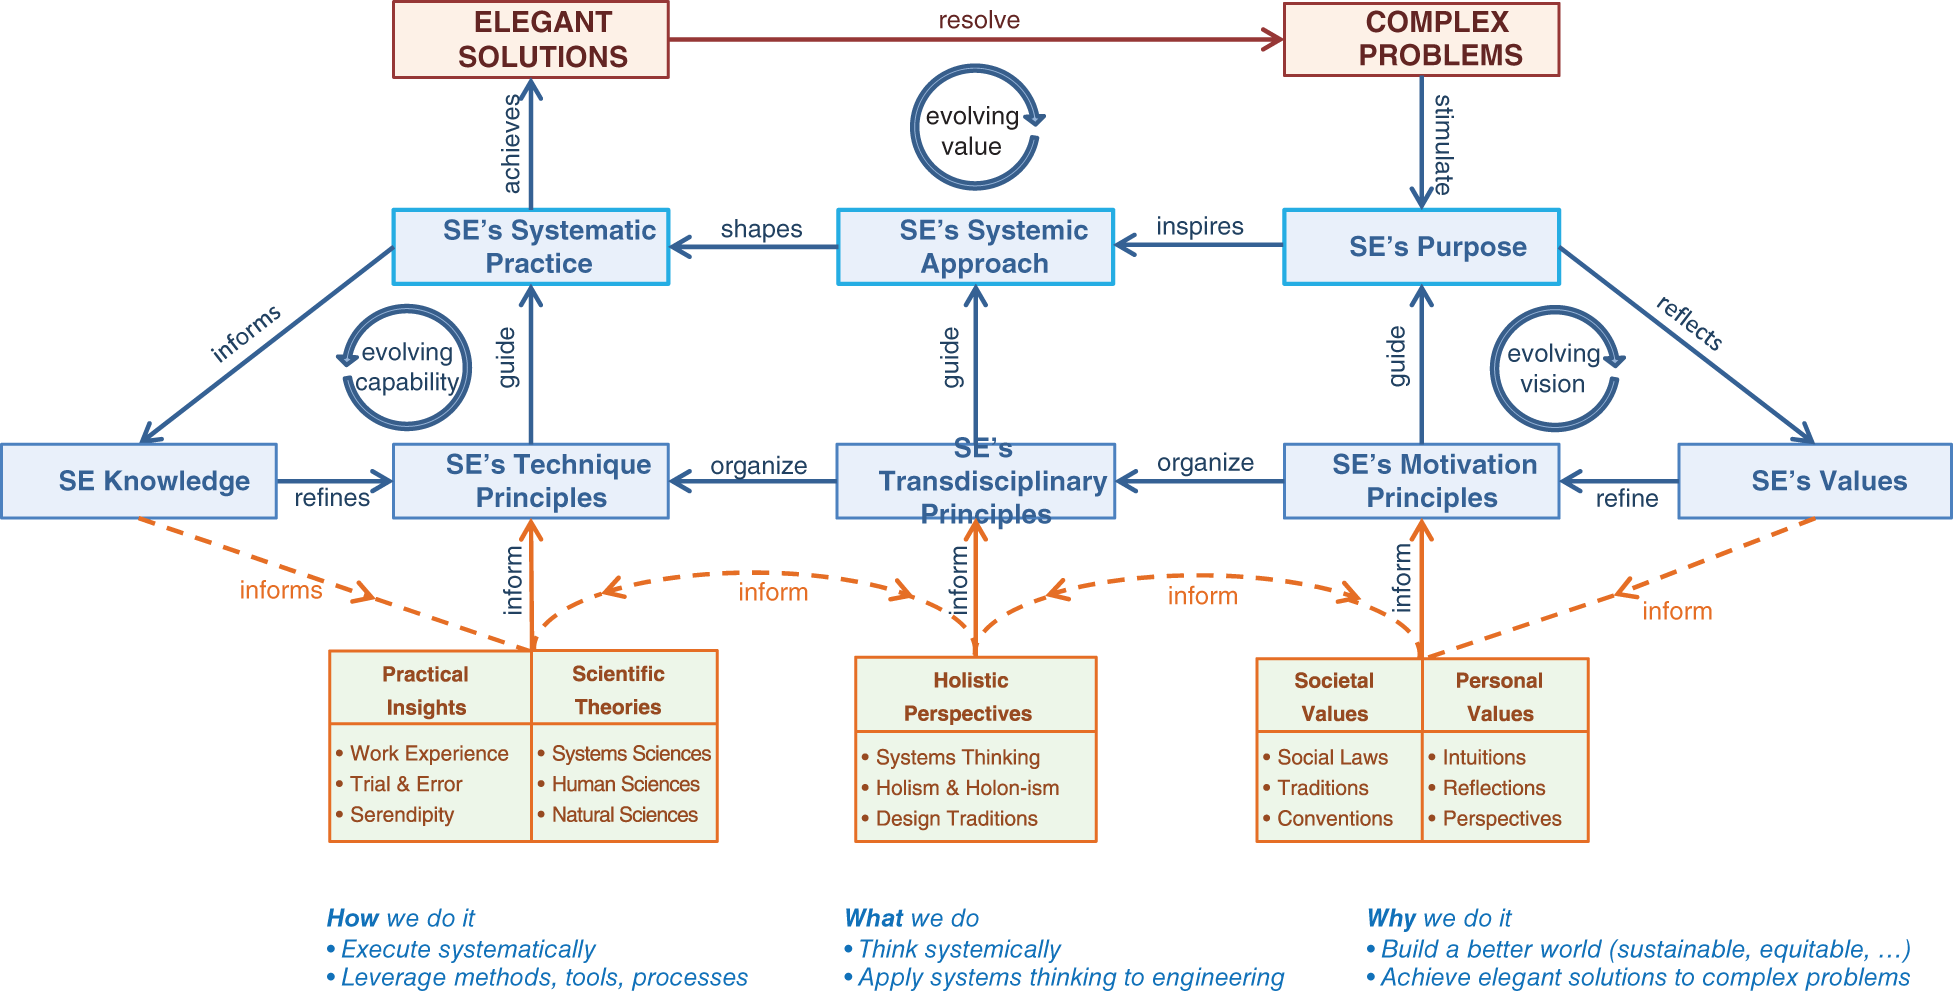 ELEGANT
SOLUTIONS
resolve
COMPLEX
PROBLEMS
achieves
evolving
value
stimulate
SE’s Systematic
Practice
shapes
SE’s Systemic
Approach
inspires
SE’s Purpose
informs
evolving
capability
guide
guide
guide
evolving
vision
reflects
SE Knowledge
refines
SE’s Technique
Principles
organize
SE’s
Transdisciplinary
Principles
organize
SE’s Motivation
Principles
refine
SE’s Values
informs
inform
inform
inform
inform
inform
inform
Practical
Insights
• Work Experience
• Trial & Error
• Serendipity
Scientific
Theories
• Systems Sciences
• Human Sciences
• Natural Sciences
Holistic
Perspectives
• Systems Thinking
• Holism & Holon-ism
• Design Traditions
Societal
Values
• Social Laws
• Traditions
• Conventions
Personal
Values
• Intuitions
• Reflections
• Perspectives
How we do it
• Execute systematically
• Leverage methods, tools, processes
What we do
• Think systemically
• Apply systems thinking to engineering
Why we do it
• Build a better world (sustainable, equitable, …)
• Achieve elegant solutions to complex problems